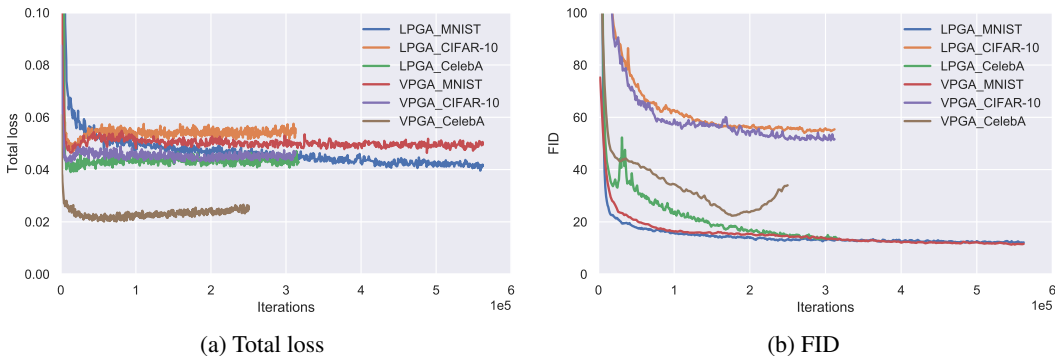 0.10
0.08
0.06
0.04
0.02
0.00
Total loss
LPGA_MNIST
LPGA_CIFAR-10
LPGA_CelebA
VPGA_MNIST
VPGA_CIFAR-10
VPGA_CelebA
0 1 2 3 4 5 6
Iterations 1e5
(a) Total loss
100
80
60
40
20
0
FID
LPGA_MNIST
LPGA_CIFAR-10
LPGA_CelebA
VPGA_MNIST
VPGA_CIFAR-10
VPGA_CelebA
0 1 2 3 4 5 6
Iterations 1e5
(b) FID